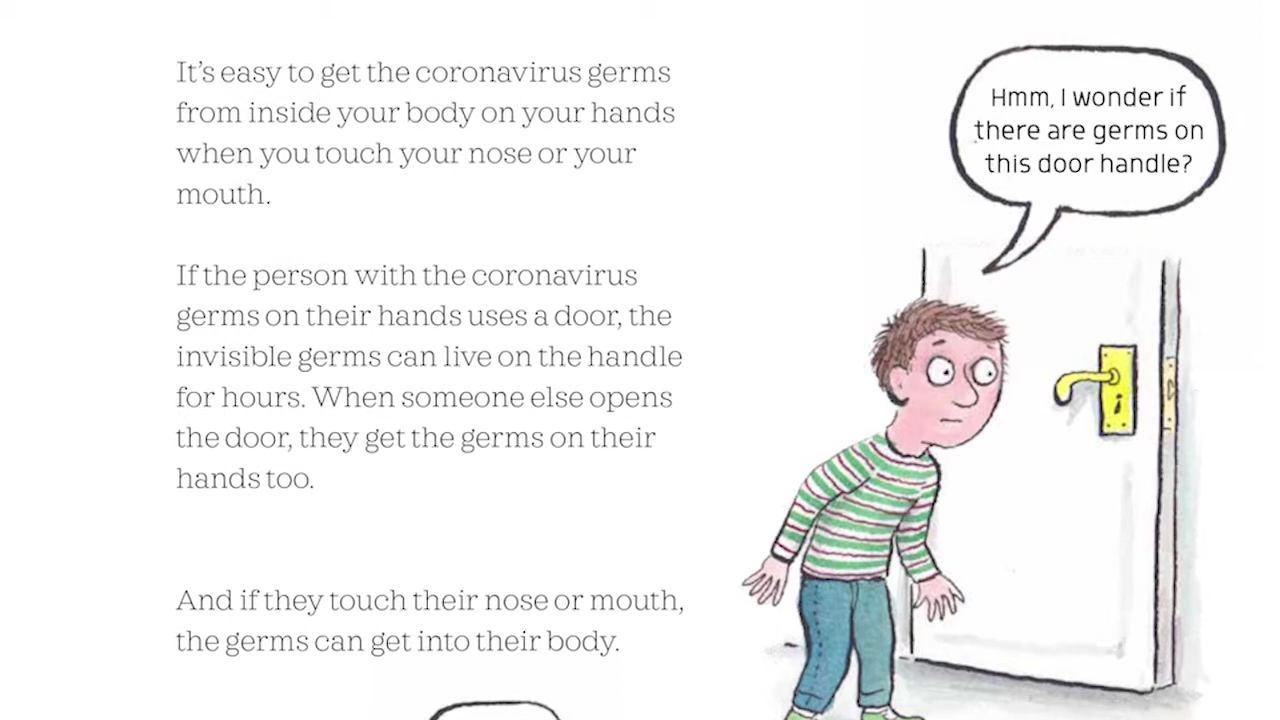 It's easy to get the coronavirus germs
from inside your body on your hands
when you touch your nose or your
mouth.
If the person with the coronavirus
germs on their hands uses a door, the
invisible germs can live on the handle
for hours. When someone else opens
the door, they get the germs on their
hands too.
And if they touch their nose or mouth,
the germs can get into their body.
Hmm, I wonder if
there are germs on
this door handle?